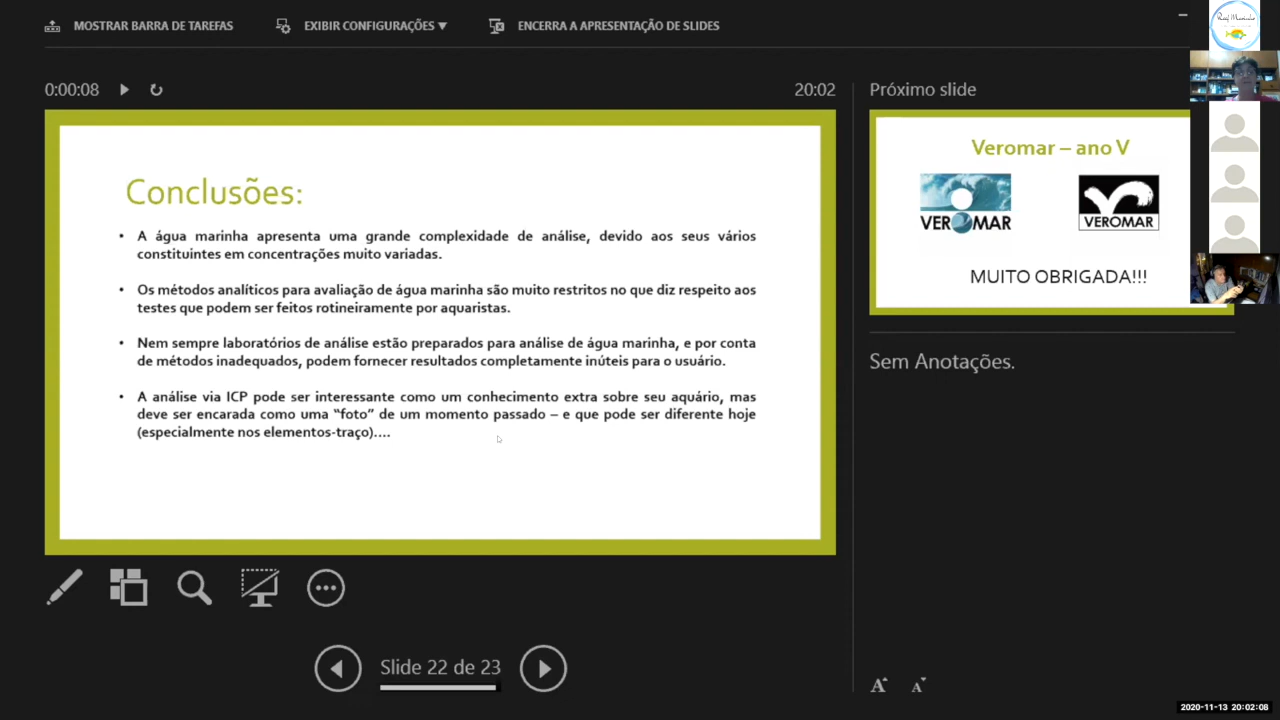 MOSTRAR BARRA DE TAREFAS
EXIBIR CONFIGURAÇÕES ▼
ENCERRA A APRESENTAÇÃO DE SLIDES
0:00:08
20:02
Conclusões:
• A água marinha apresenta uma grande complexidade de análise, devido aos seus vários
constituintes em concentrações muito variadas.
• Os métodos analíticos para avaliação de água marinha são muito restritos no que diz respeito aos
testes que podem ser feitos rotineiramente por aquaristas.
• Nem sempre laboratórios de análise estão preparados para análise de água marinha, e por conta
de métodos inadequados, podem fornecer resultados completamente inúteis para o usuário.
• A análise via ICP pode ser interessante como um conhecimento extra sobre seu aquário, mas
deve ser encarada como uma “foto” de um momento passado – e que pode ser diferente hoje
(especialmente nos elementos-traço)....
Slide 22 de 23
Próximo slide
Veromar – ano V
VEROMAR
VEROMAR
MUITO OBRIGADA!!!
Sem Anotações.
A A
2020-11-13 20:02:08